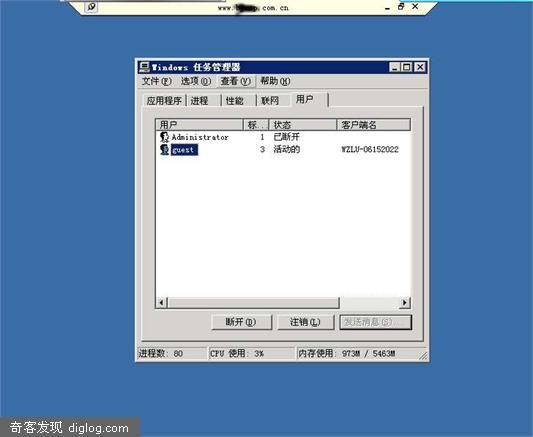 www. .com.cn
Windows 任务管理器
文件(F) 选项(O) 查看(V) 帮助(H)
应用程序 进程 性能 联网 用户
用户 标.. 状态 客户端名
Administrator 1 已断开
guest 3 活动的 WZLU-06152022
断开(D) 注销(L) 发送消息(S)...
进程数: 80 CPU 使用: 3% 内存使用: 973M / 5463M
奇客发现 diglog.com